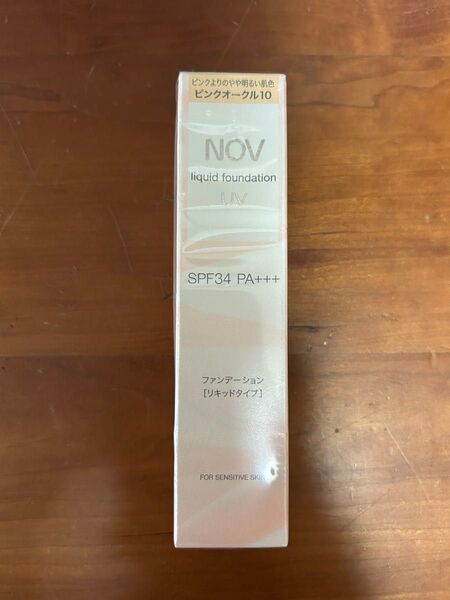 ピンクよりのやや明るい肌色
ピンクオークル10
NOV
liquid foundation
UV
SPF34 PA+++
ファンデーション
[リキッドタイプ]
FOR SENSITIVE SKIN